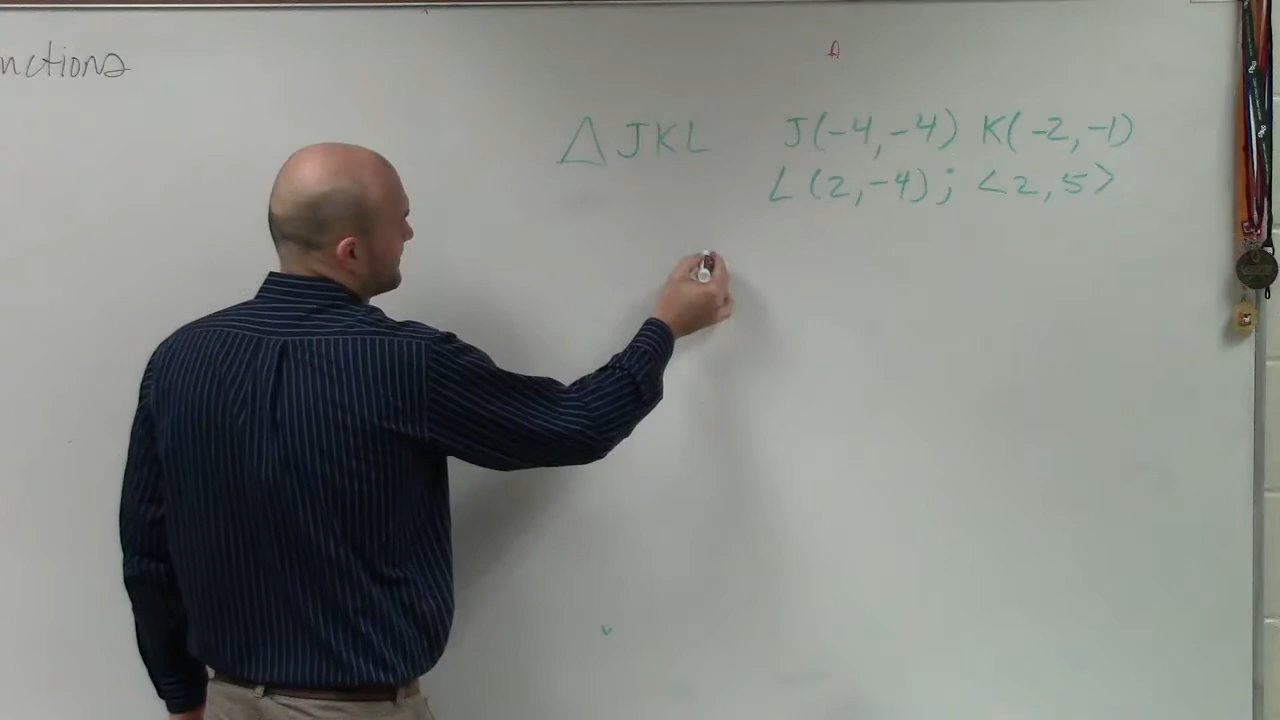 nctions
A
△ JKL J(-4,-4) K(-2,-1)
L(2,-4); <2,5>